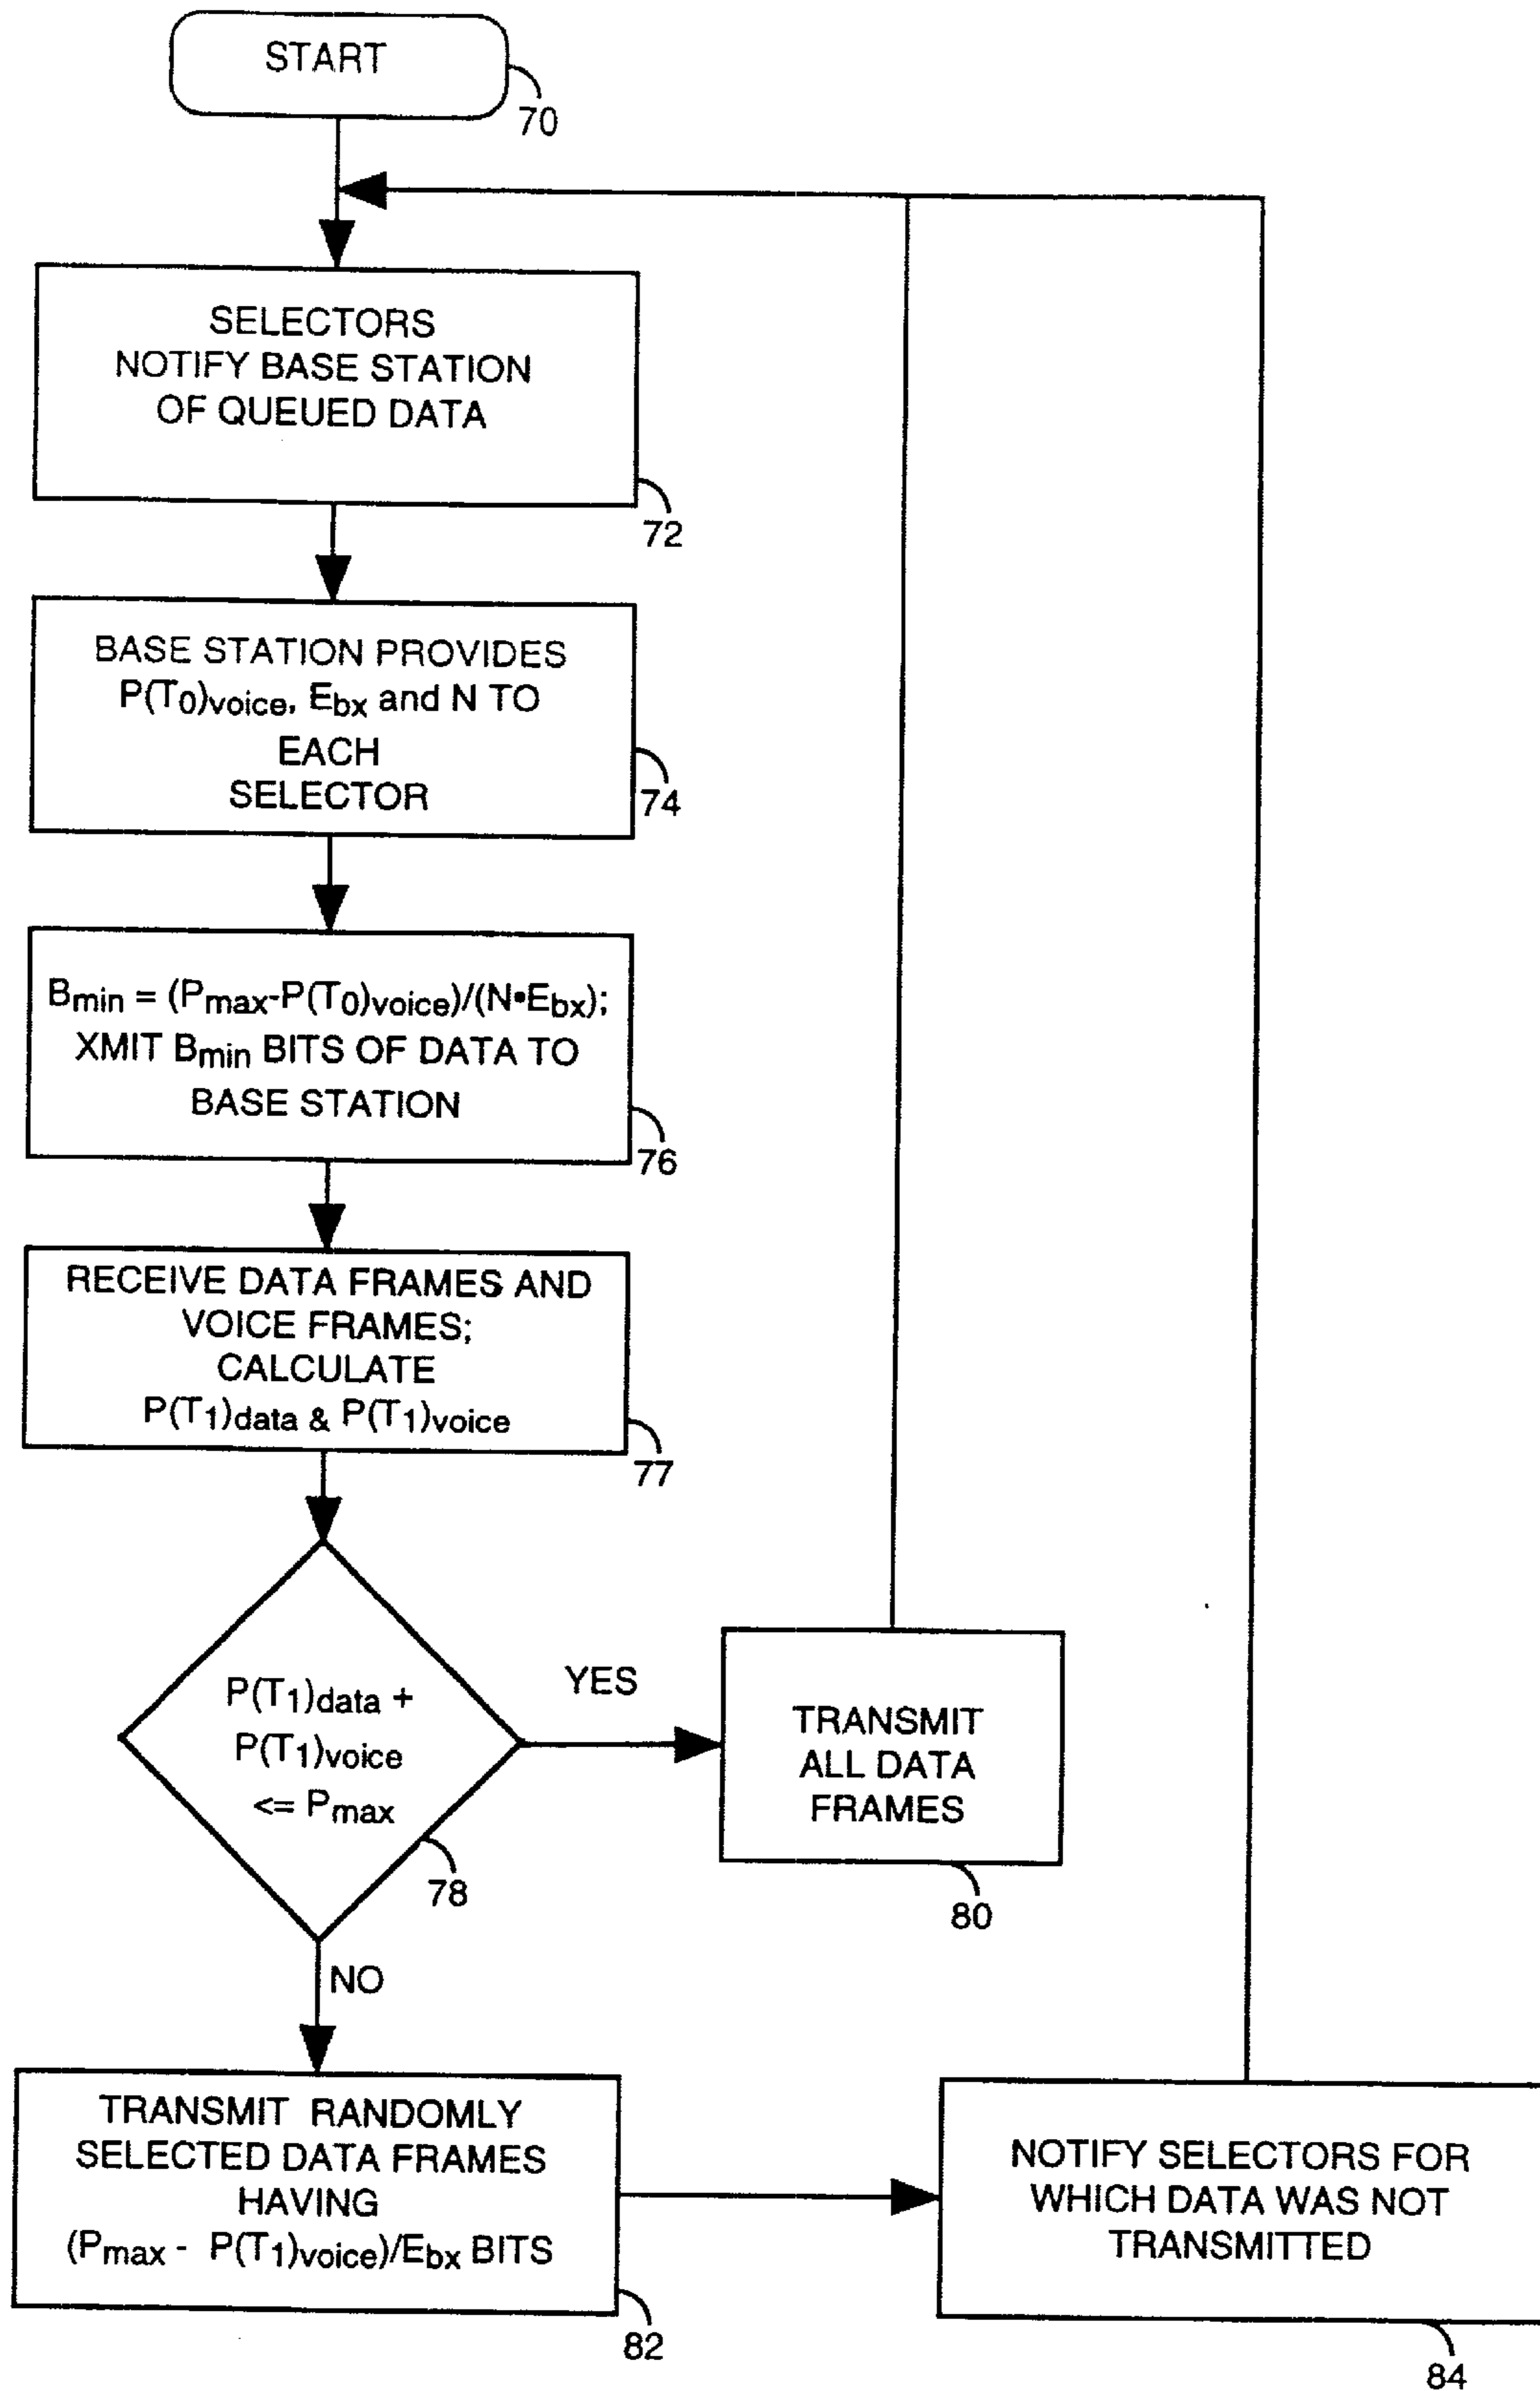 START
70
SELECTORS
NOTIFY BASE STATION
OF QUEUED DATA
72
BASE STATION PROVIDES
P(T0)voice, Ebx and N TO
EACH
SELECTOR
74
Bmin = (Pmax-P(T0)voice)/(N•Ebx);
XMIT Bmin BITS OF DATA TO
BASE STATION
76
RECEIVE DATA FRAMES AND
VOICE FRAMES;
CALCULATE
P(T1)data & P(T1)voice
77
P(T1)data +
P(T1)voice
<= Pmax
78
YES
TRANSMIT
ALL DATA
FRAMES
80
NO
TRANSMIT RANDOMLY
SELECTED DATA FRAMES
HAVING
(Pmax - P(T1)voice)/Ebx BITS
82
NOTIFY SELECTORS FOR
WHICH DATA WAS NOT
TRANSMITTED
84